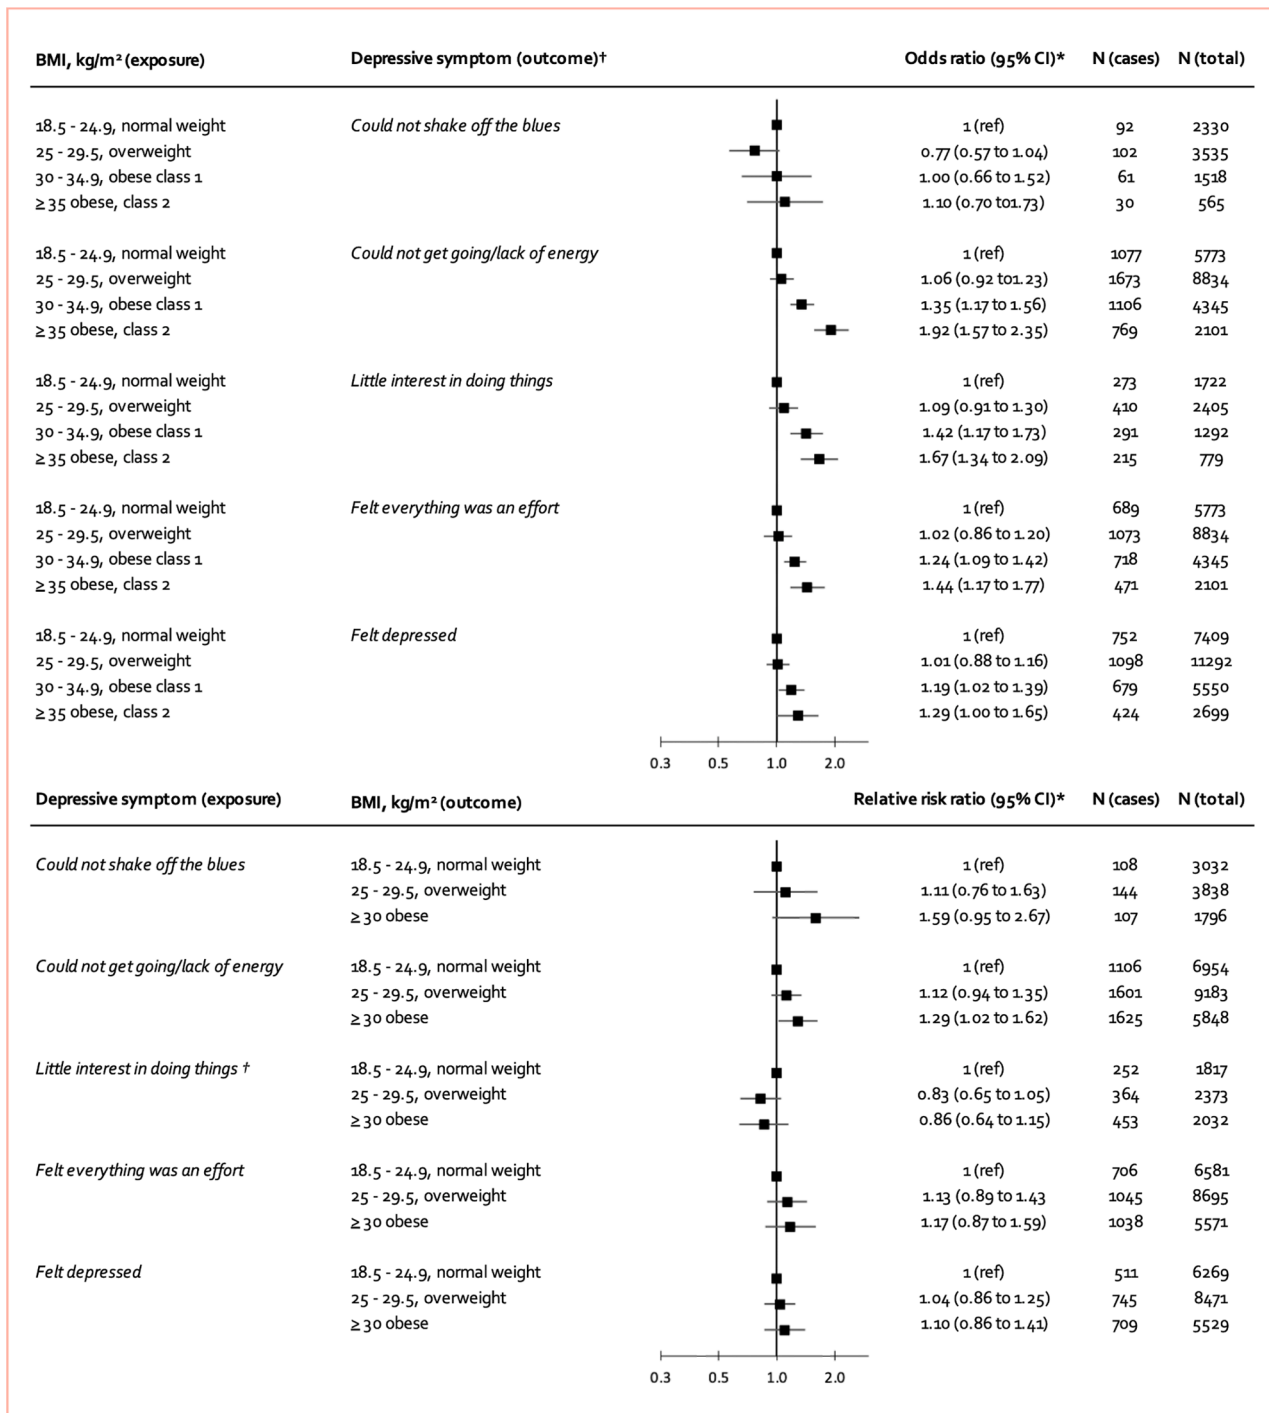 BMI, kg/m² (exposure) Depressive symptom (outcome)† Odds ratio (95% CI)* N (cases) N (total)
18.5 - 24.9, normal weight Could not shake off the blues 1 (ref) 92 2330
25 - 29.5, overweight 0.77 (0.57 to 1.04) 102 3535
30 - 34.9, obese class 1 1.00 (0.66 to 1.52) 61 1518
≥ 35 obese, class 2 1.10 (0.70 to1.73) 30 565
18.5 - 24.9, normal weight Could not get going/lack of energy 1 (ref) 1077 5773
25 - 29.5, overweight 1.06 (0.92 to1.23) 1673 8834
30 - 34.9, obese class 1 1.35 (1.17 to 1.56) 1106 4345
≥ 35 obese, class 2 1.92 (1.57 to 2.35) 769 2101
18.5 - 24.9, normal weight Little interest in doing things 1 (ref) 273 1722
25 - 29.5, overweight 1.09 (0.91 to 1.30) 410 2405
30 - 34.9, obese class 1 1.42 (1.17 to 1.73) 291 1292
≥ 35 obese, class 2 1.67 (1.34 to 2.09) 215 779
18.5 - 24.9, normal weight Felt everything was an effort 1 (ref) 689 5773
25 - 29.5, overweight 1.02 (0.86 to 1.20) 1073 8834
30 - 34.9, obese class 1 1.24 (1.09 to 1.42) 718 4345
≥ 35 obese, class 2 1.44 (1.17 to 1.77) 471 2101
18.5 - 24.9, normal weight Felt depressed 1 (ref) 752 7409
25 - 29.5, overweight 1.01 (0.88 to 1.16) 1098 11292
30 - 34.9, obese class 1 1.19 (1.02 to 1.39) 679 5550
≥ 35 obese, class 2 1.29 (1.00 to 1.65) 424 2699
0.3 0.5 1.0 2.0
Depressive symptom (exposure) BMI, kg/m² (outcome) Relative risk ratio (95% CI)* N (cases) N (total)
Could not shake off the blues 18.5 - 24.9, normal weight 1 (ref) 108 3032
25 - 29.5, overweight 1.11 (0.76 to 1.63) 144 3838
≥ 30 obese 1.59 (0.95 to 2.67) 107 1796
Could not get going/lack of energy 18.5 - 24.9, normal weight 1 (ref) 1106 6954
25 - 29.5, overweight 1.12 (0.94 to 1.35) 1601 9183
≥ 30 obese 1.29 (1.02 to 1.62) 1625 5848
Little interest in doing things † 18.5 - 24.9, normal weight 1 (ref) 252 1817
25 - 29.5, overweight 0.83 (0.65 to 1.05) 364 2373
≥ 30 obese 0.86 (0.64 to 1.15) 453 2032
Felt everything was an effort 18.5 - 24.9, normal weight 1 (ref) 706 6581
25 - 29.5, overweight 1.13 (0.89 to 1.43 1045 8695
≥ 30 obese 1.17 (0.87 to 1.59) 1038 5571
Felt depressed 18.5 - 24.9, normal weight 1 (ref) 511 6269
25 - 29.5, overweight 1.04 (0.86 to 1.25) 745 8471
≥ 30 obese 1.10 (0.86 to 1.41) 709 5529
0.3 0.5 1.0 2.0